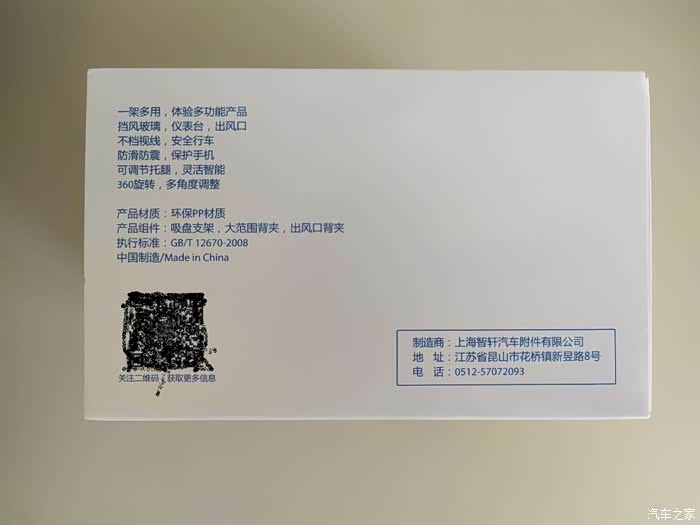 一架多用，体验多功能产品
挡风玻璃，仪表台，出风口
不档视线，安全行车
防滑防震，保护手机
可调节托腿，灵活智能
360旋转，多角度调整
产品材质：环保PP材质
产品组件：吸盘支架，大范围背夹，出风口背夹
执行标准：GB/T 12670-2008
中国制造/Made in China
关注二维码，获取更多信息
制造商：上海智轩汽车附件有限公司
地 址：江苏省昆山市花桥镇新昱路8号
电 话：0512-57072093
汽车之家